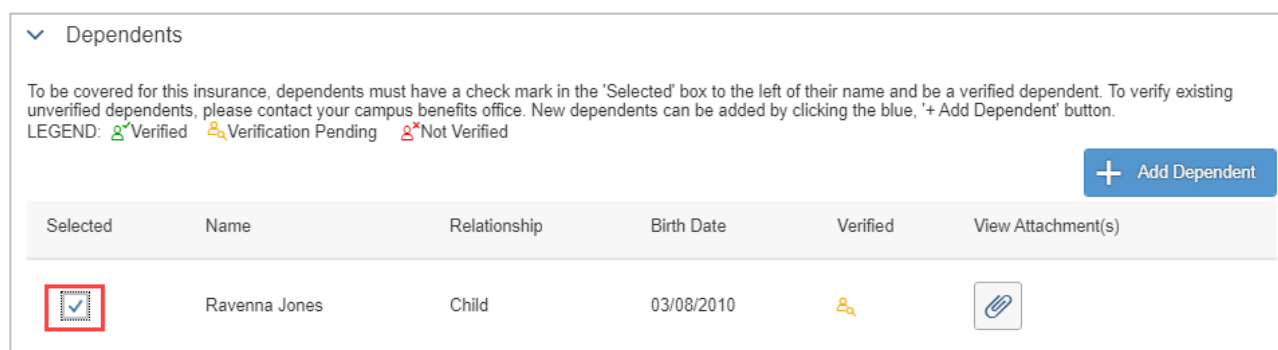 Dependents
To be covered for this insurance, dependents must have a check mark in the 'Selected' box to the left of their name and be a verified dependent. To verify existing
unverified dependents, please contact your campus benefits office. New dependents can be added by clicking the blue, '+ Add Dependent' button.
LEGEND: Verified Verification Pending Not Verified
+ Add Dependent
Selected Name Relationship Birth Date Verified View Attachment(s)
Ravenna Jones Child 03/08/2010